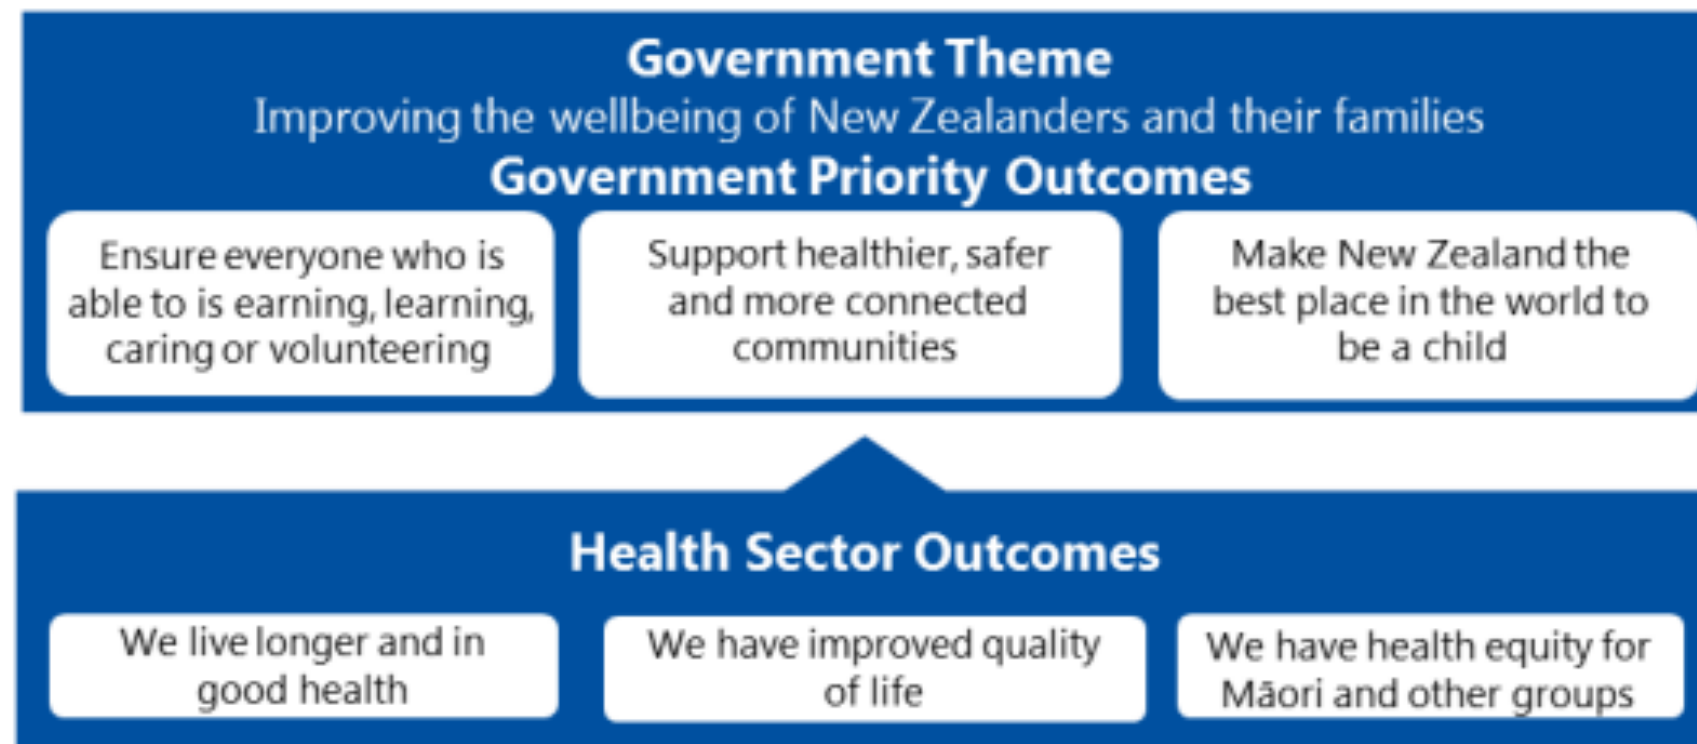 Government Theme
Improving the wellbeing of New Zealanders and their families
Government Priority Outcomes
Ensure everyone who is
able to is earning, learning,
caring or volunteering
Support healthier, safer
and more connected
communities
Make New Zealand the
best place in the world to
be a child
Health Sector Outcomes
We live longer and in
good health
We have improved quality
of life
We have health equity for
Māori and other groups